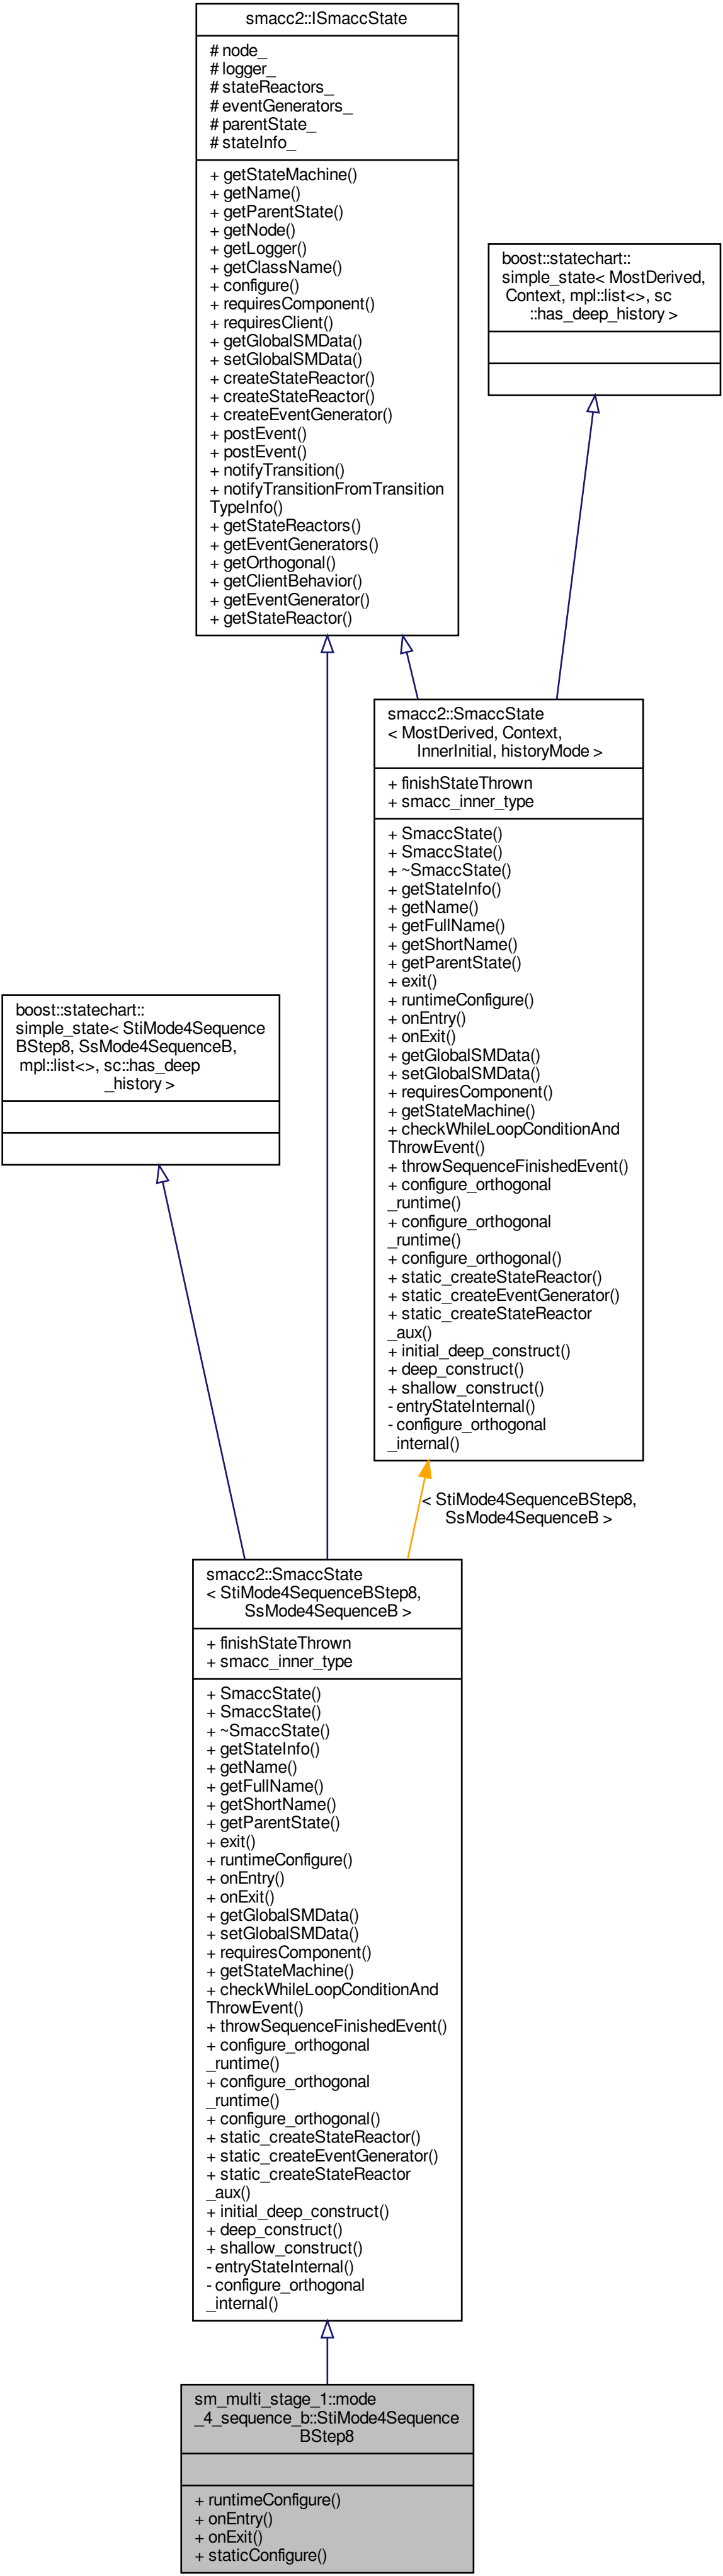 smacc2::ISmaccState
# node_
# logger_
# stateReactors_
# eventGenerators_
# parentState_
# stateInfo_
+ getStateMachine()
+ getName()
+ getParentState()
+ getNode()
+ getLogger()
+ getClassName()
+ configure()
+ requiresComponent()
+ requiresClient()
+ getGlobalSMData()
+ setGlobalSMData()
+ createStateReactor()
+ createStateReactor()
+ createEventGenerator()
+ postEvent()
+ postEvent()
+ notifyTransition()
+ notifyTransitionFromTransition
TypeInfo()
+ getStateReactors()
+ getEventGenerators()
+ getOrthogonal()
+ getClientBehavior()
+ getEventGenerator()
+ getStateReactor()
boost::statechart::
simple_state< MostDerived,
Context, mpl::list<>, sc
::has_deep_history >
smacc2::SmaccState
< MostDerived, Context,
InnerInitial, historyMode >
+ finishStateThrown
+ smacc_inner_type
+ SmaccState()
+ SmaccState()
+ ~SmaccState()
+ getStateInfo()
+ getName()
+ getFullName()
+ getShortName()
+ getParentState()
+ exit()
+ runtimeConfigure()
+ onEntry()
+ onExit()
+ getGlobalSMData()
+ setGlobalSMData()
+ requiresComponent()
+ getStateMachine()
+ checkWhileLoopConditionAnd
ThrowEvent()
+ throwSequenceFinishedEvent()
+ configure_orthogonal
_runtime()
+ configure_orthogonal
_runtime()
+ configure_orthogonal()
+ static_createStateReactor()
+ static_createEventGenerator()
+ static_createStateReactor
_aux()
+ initial_deep_construct()
+ deep_construct()
+ shallow_construct()
- entryStateInternal()
- configure_orthogonal
_internal()
boost::statechart::
simple_state< StiMode4Sequence
BStep8, SsMode4SequenceB,
mpl::list<>, sc::has_deep
_history >
< StiMode4SequenceBStep8,
SsMode4SequenceB >
smacc2::SmaccState
< StiMode4SequenceBStep8,
SsMode4SequenceB >
+ finishStateThrown
+ smacc_inner_type
+ SmaccState()
+ SmaccState()
+ ~SmaccState()
+ getStateInfo()
+ getName()
+ getFullName()
+ getShortName()
+ getParentState()
+ exit()
+ runtimeConfigure()
+ onEntry()
+ onExit()
+ getGlobalSMData()
+ setGlobalSMData()
+ requiresComponent()
+ getStateMachine()
+ checkWhileLoopConditionAnd
ThrowEvent()
+ throwSequenceFinishedEvent()
+ configure_orthogonal
_runtime()
+ configure_orthogonal
_runtime()
+ configure_orthogonal()
+ static_createStateReactor()
+ static_createEventGenerator()
+ static_createStateReactor
_aux()
+ initial_deep_construct()
+ deep_construct()
+ shallow_construct()
- entryStateInternal()
- configure_orthogonal
_internal()
sm_multi_stage_1::mode
_4_sequence_b::StiMode4Sequence
BStep8
+ runtimeConfigure()
+ onEntry()
+ onExit()
+ staticConfigure()